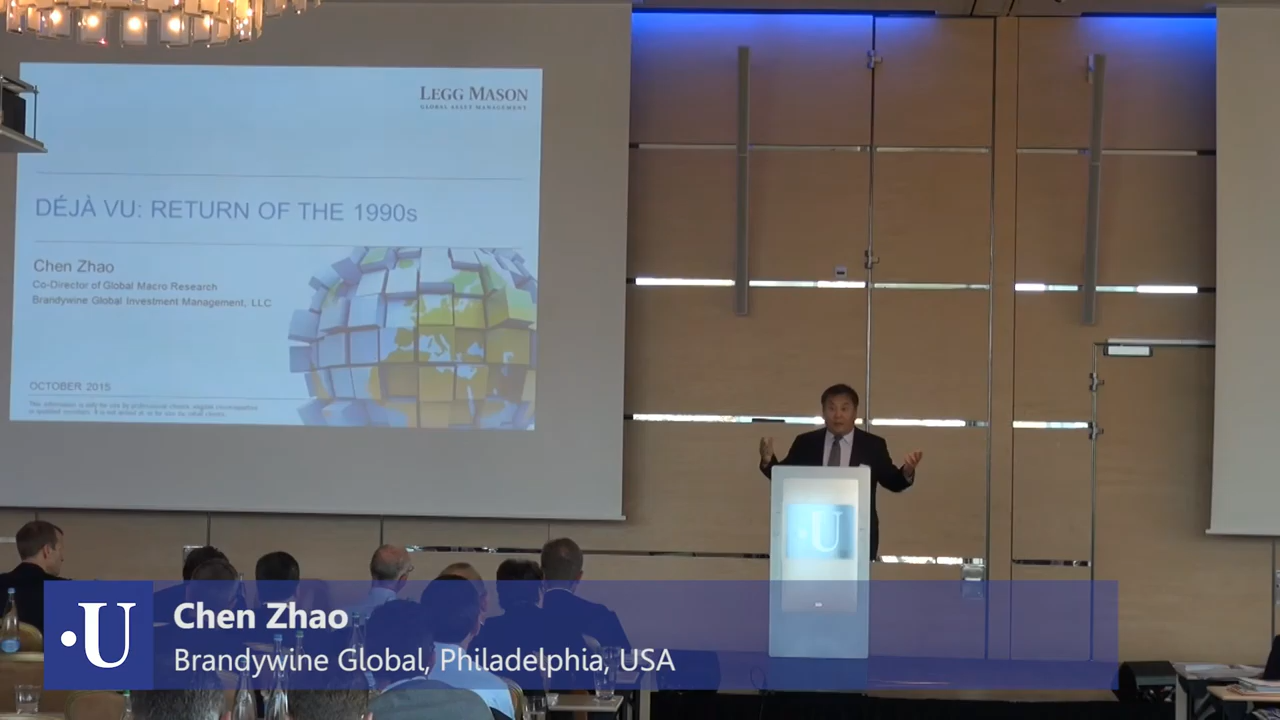 LEGG MASON
GLOBAL ASSET MANAGEMENT
DÉJÀ VU: RETURN OF THE 1990s
Chen Zhao
Co-Director of Global Macro Research
Brandywine Global Investment Management, LLC
OCTOBER 2015
·U
·U
Chen Zhao
Brandywine Global, Philadelphia, USA